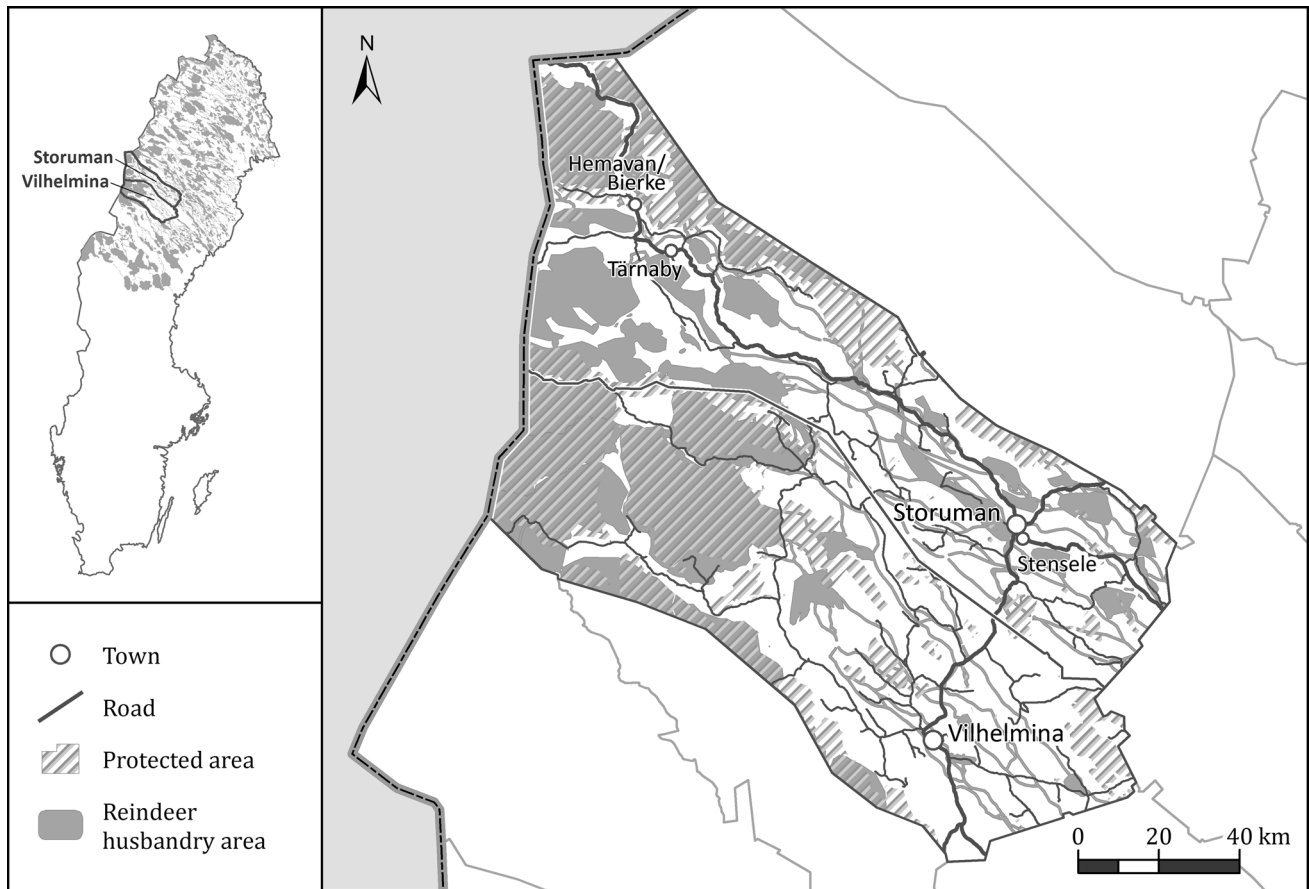 Storuman
Vilhelmina
Town
Road
Protected area
Reindeer
husbandry area
N
Hemavan/
Bierke
Tärnaby
Storuman
Stensele
Vilhelmina
0 20 40 km